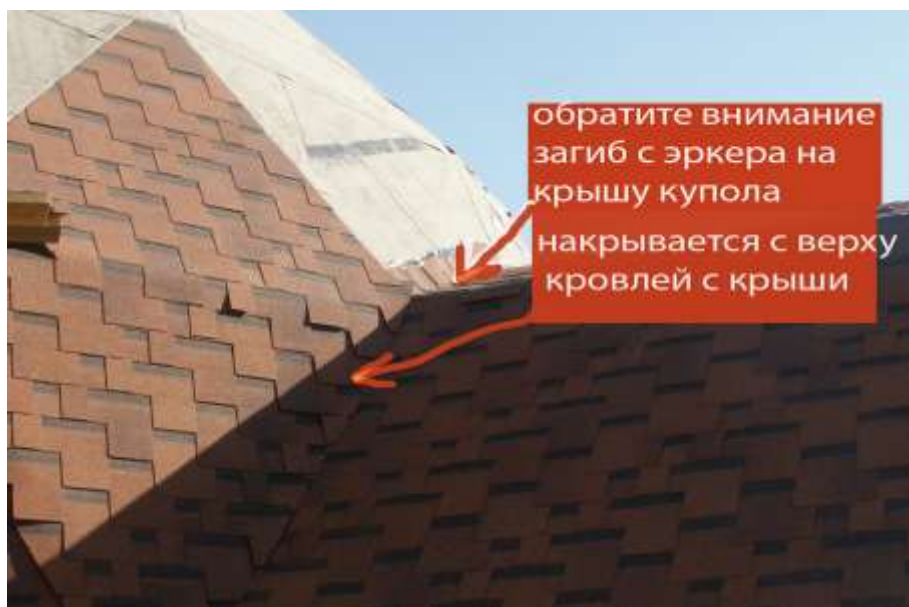 обратите внимание
загиб с эркера на
крышу купола
накрывается с верху
кровлей с крыши